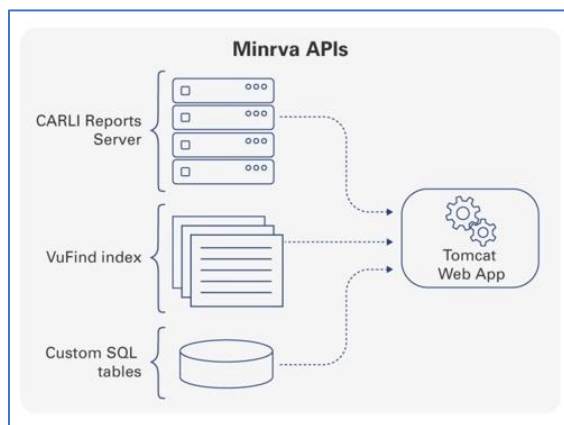 Minrva APIs
CARLI Reports
Server
VuFind index
Custom SQL
tables
Tomcat
Web App